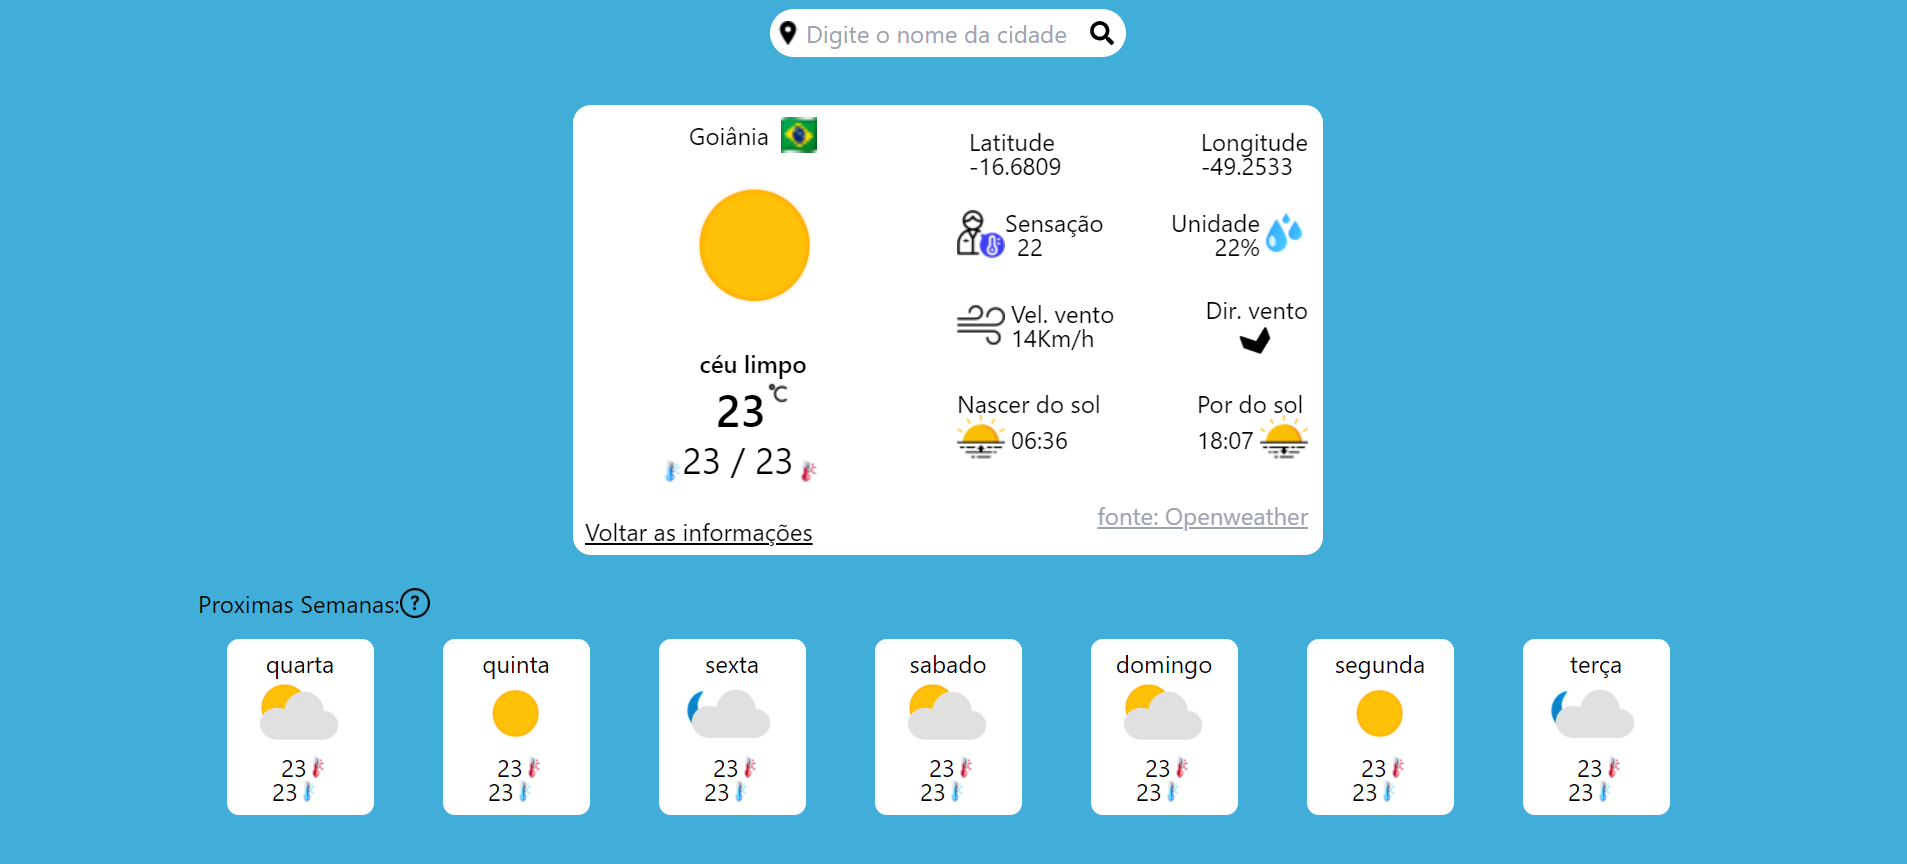 Digite o nome da cidade
Goiânia
céu limpo
23 °C
23 / 23
Voltar as informações
Latitude
-16.6809
Longitude
-49.2533
Sensação
22
Unidade
22%
Vel. vento
14Km/h
Dir. vento
Nascer do sol
06:36
Por do sol
18:07
fonte: Openweather
Proximas Semanas:?
quarta
23
23
quinta
23
23
sexta
23
23
sabado
23
23
domingo
23
23
segunda
23
23
terça
23
23